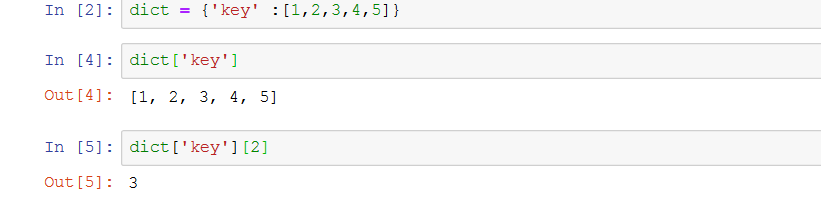 In [2]: dict = {'key' :[1,2,3,4,5]}
In [4]: dict['key']
Out[4]: [1, 2, 3, 4, 5]
In [5]: dict['key'][2]
Out[5]: 3